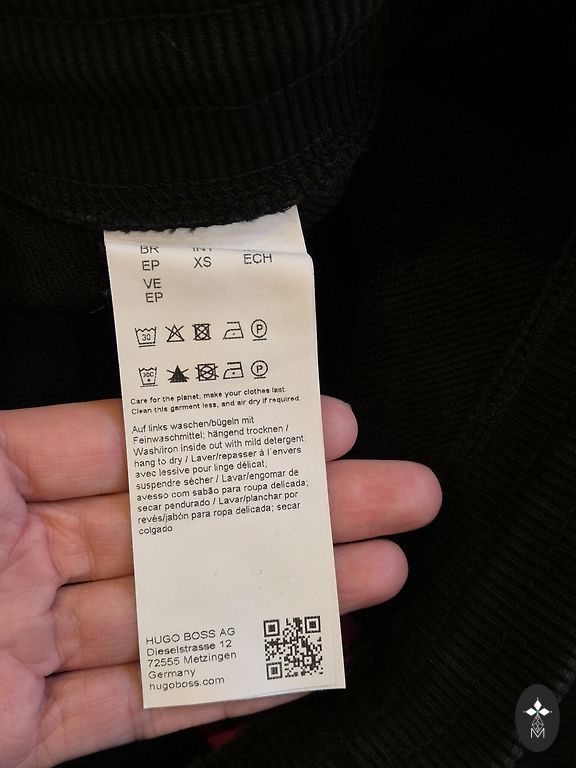 BR
EP XS ECH
VE
EP
30 P
30C P
Care for the planet, make your clothes last.
Clean this garment less, and air dry if required.
Auf links waschen/bügeln mit
Feinwaschmittel; hängend trocknen /
Wash/iron inside out with mild detergent,
hang to dry / Laver/repasser à l`envers
avec lessive pour linge délicat;
suspendre sécher / Lavar/engomar de
avesso com sabão para roupa delicada;
secar pendurado / Lavar/planchar por
revés/jabón para ropa delicada; secar
colgado
HUGO BOSS AG
Dieselstrasse 12
72555 Metzingen
Germany
hugoboss.com
M